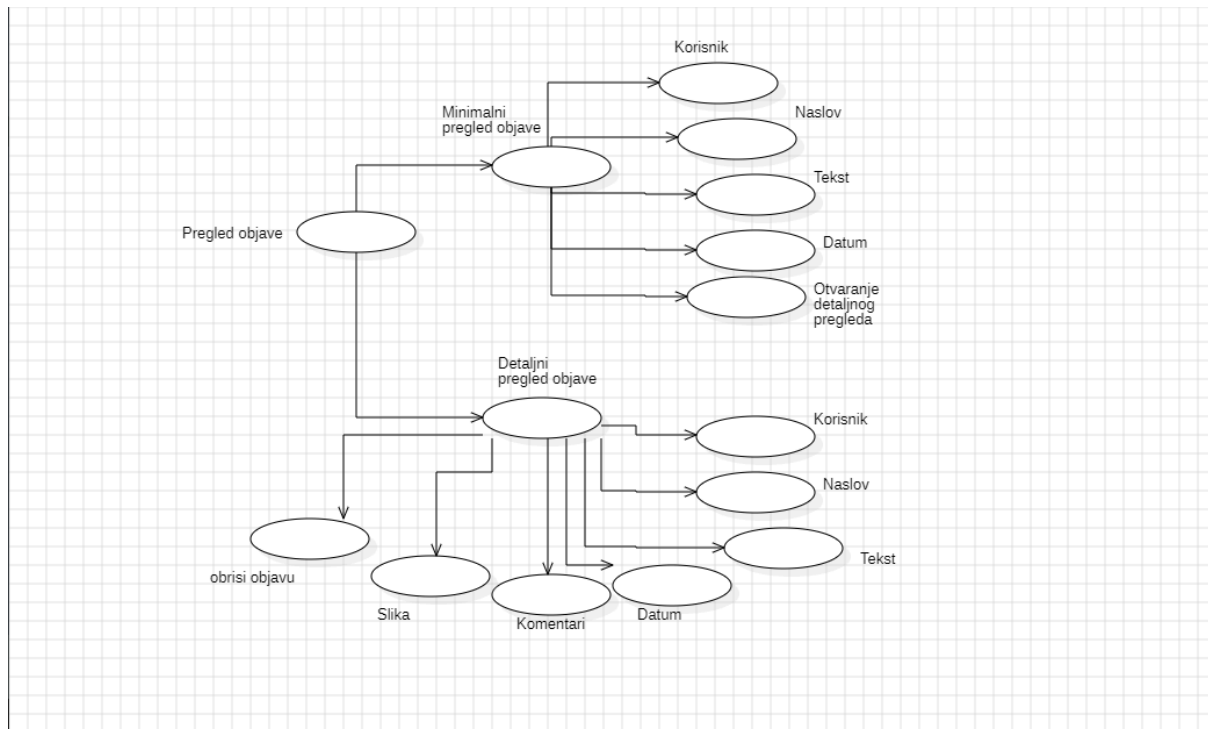 Korisnik
Minimalni
pregled objave
Naslov
Tekst
Pregled objave
Datum
Otvaranje
detaljnog
pregleda
Detaljni
pregled objave
Korisnik
Naslov
Tekst
obrisi objavu
Slika
Komentari
Datum